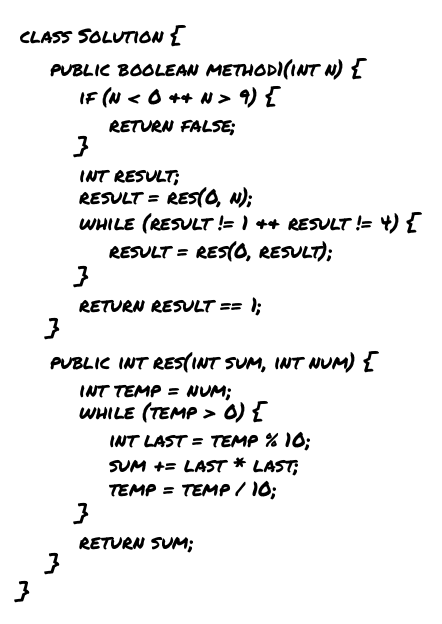 CLASS SOLUTION {
PUBLIC BOOLEAN METHOD1(INT N) {
IF (N < 0 && N > 9) {
RETURN FALSE;
}
INT RESULT;
RESULT = RES(0, N);
WHILE (RESULT != 1 && RESULT != 4) {
RESULT = RES(0, RESULT);
}
RETURN RESULT == 1;
}
PUBLIC INT RES(INT SUM, INT NUM) {
INT TEMP = NUM;
WHILE (TEMP > 0) {
INT LAST = TEMP % 10;
SUM += LAST * LAST;
TEMP = TEMP / 10;
}
RETURN SUM;
}
}